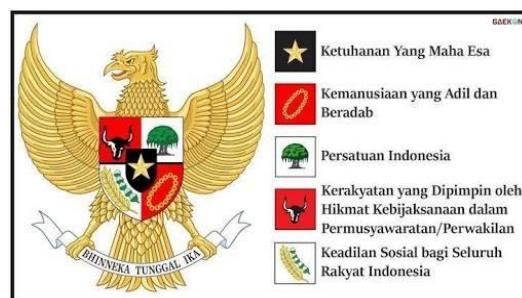 GAEKON
Ketuhanan Yang Maha Esa
Kemanusiaan yang Adil dan
Beradab
Persatuan Indonesia
Kerakyatan yang Dipimpin oleh
Hikmat Kebijaksanaan dalam
Permusyawaratan/Perwakilan
Keadilan Sosial bagi Seluruh
Rakyat Indonesia
BHINNEKA TUNGGAL IKA